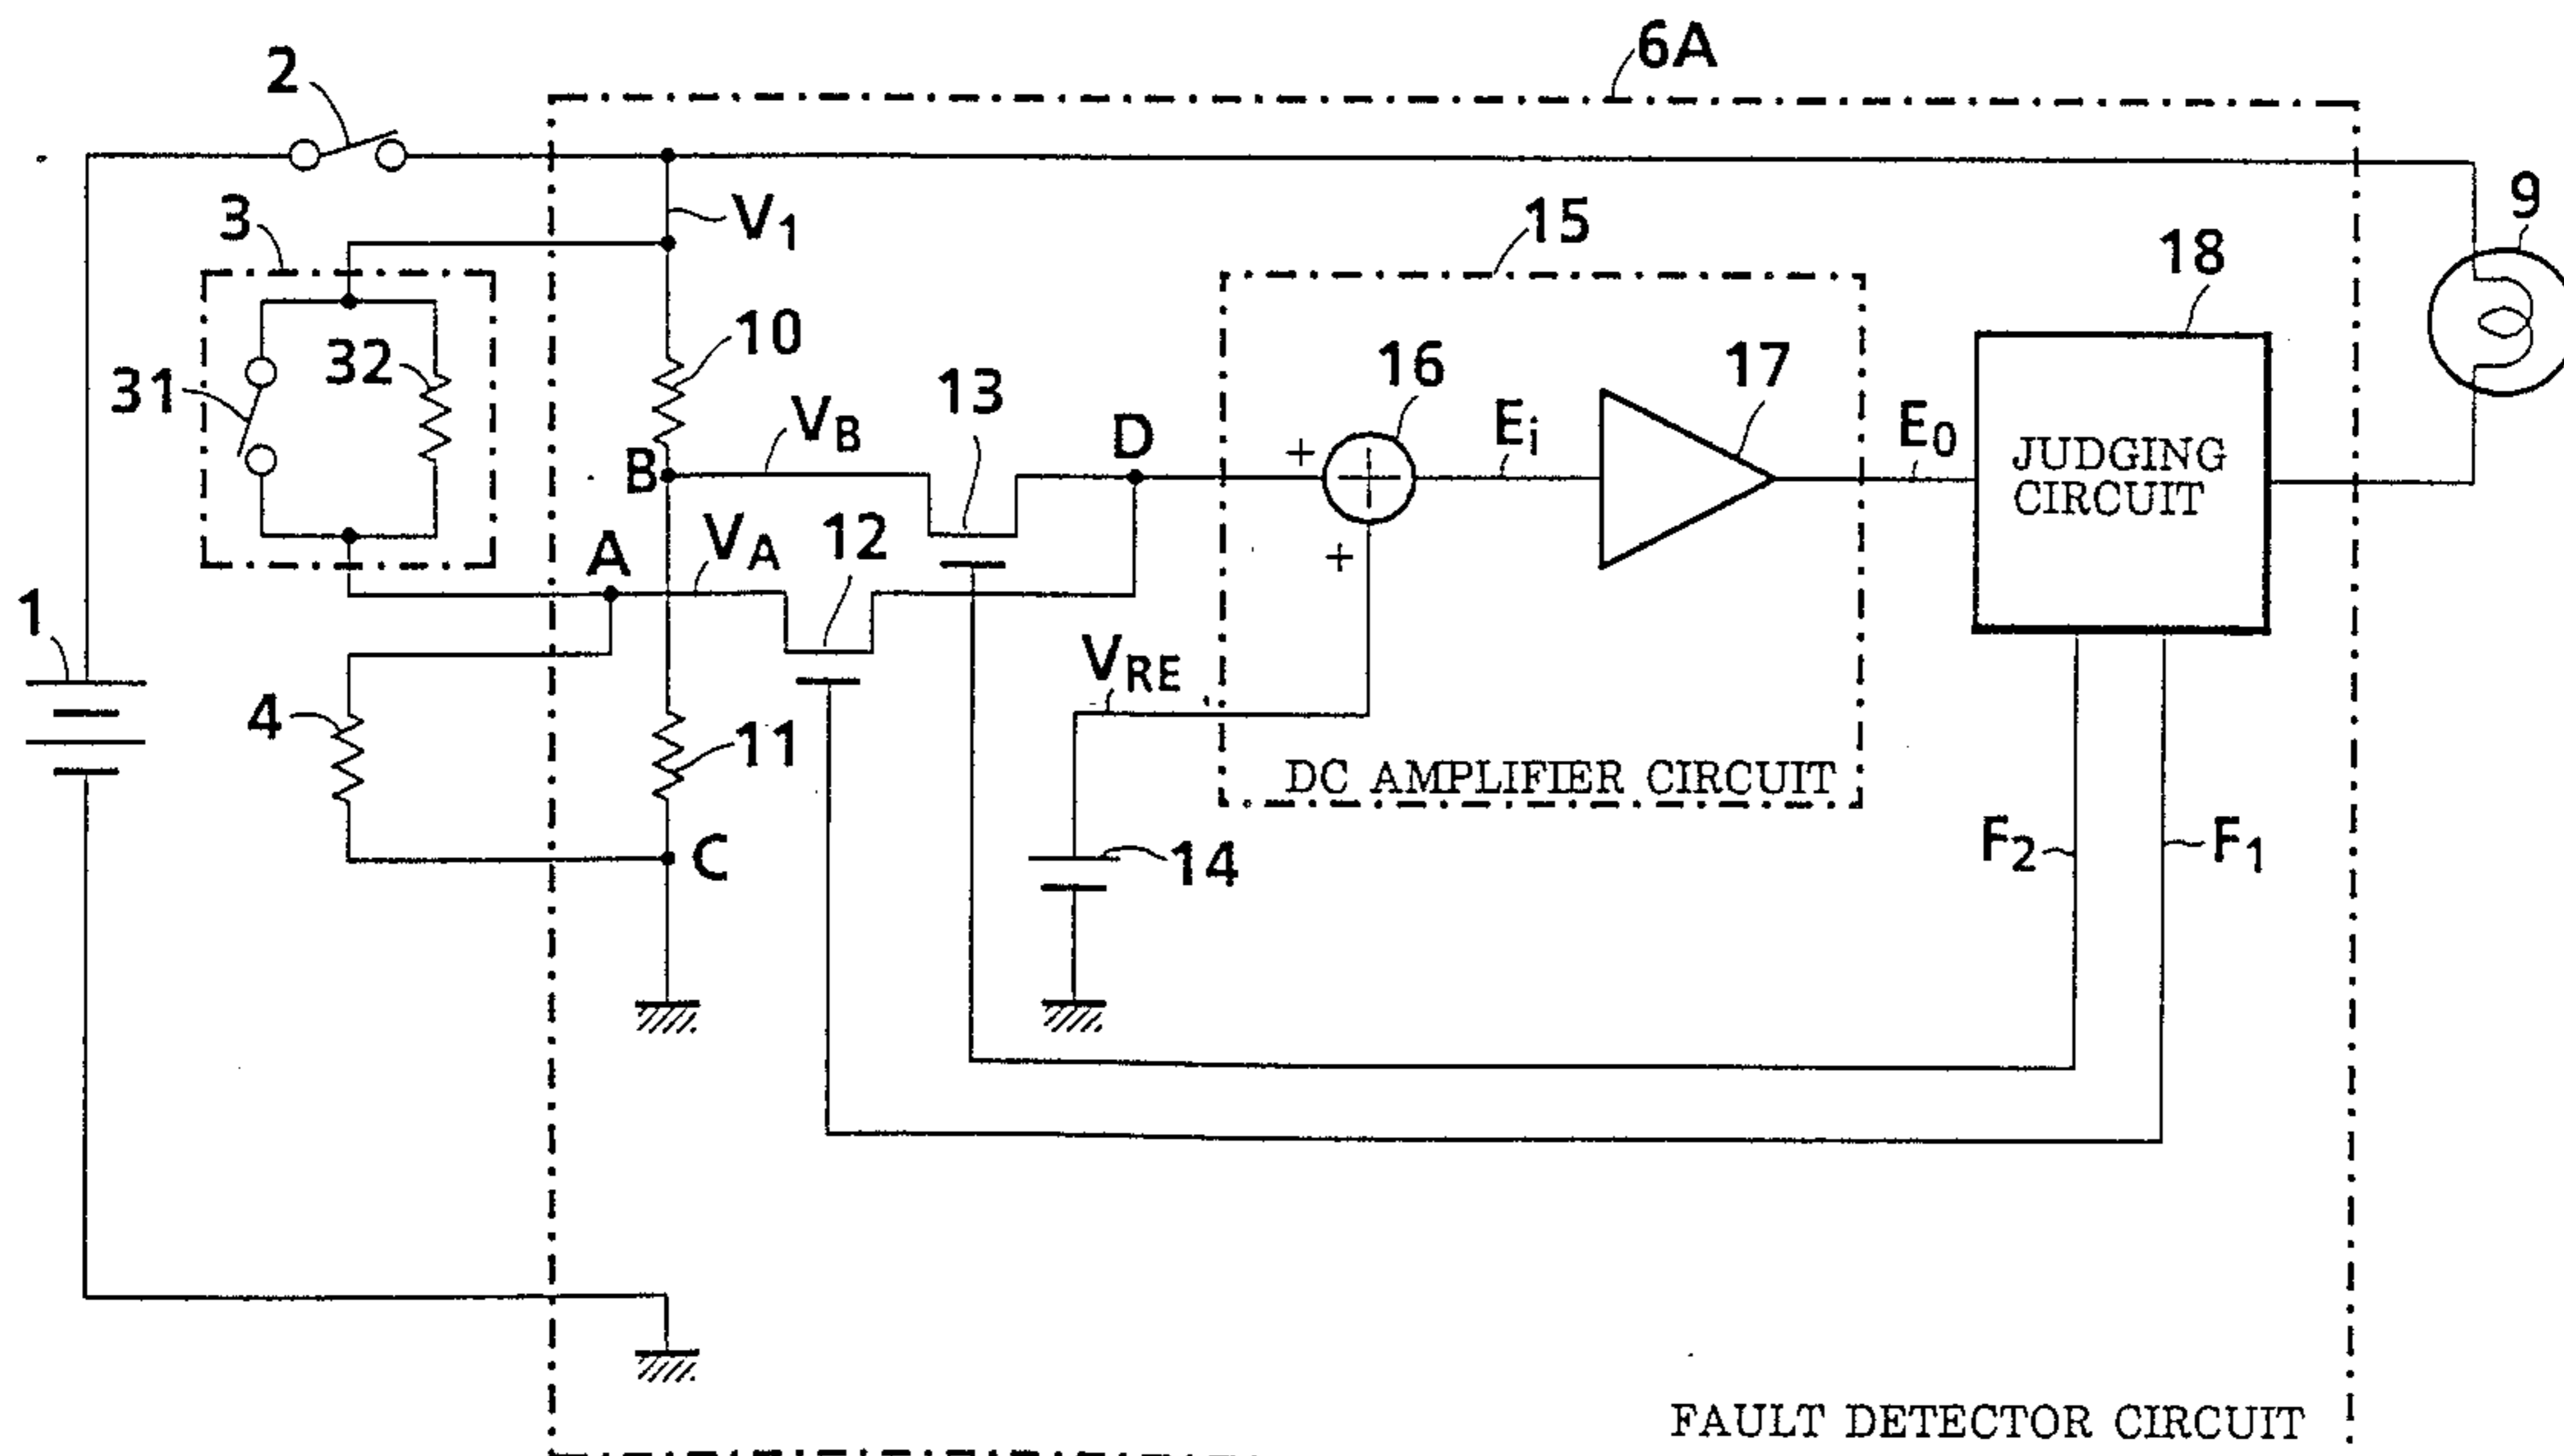 6A
2
V1
3
15
9
18
10
32
31
16
17
13
VB
D
Ei
E0
B
+
JUDGING
CIRCUIT
A
VA
12
+
1
VRE
4
11
DC AMPLIFIER CIRCUIT
C
14
F2
F1
FAULT DETECTOR CIRCUIT